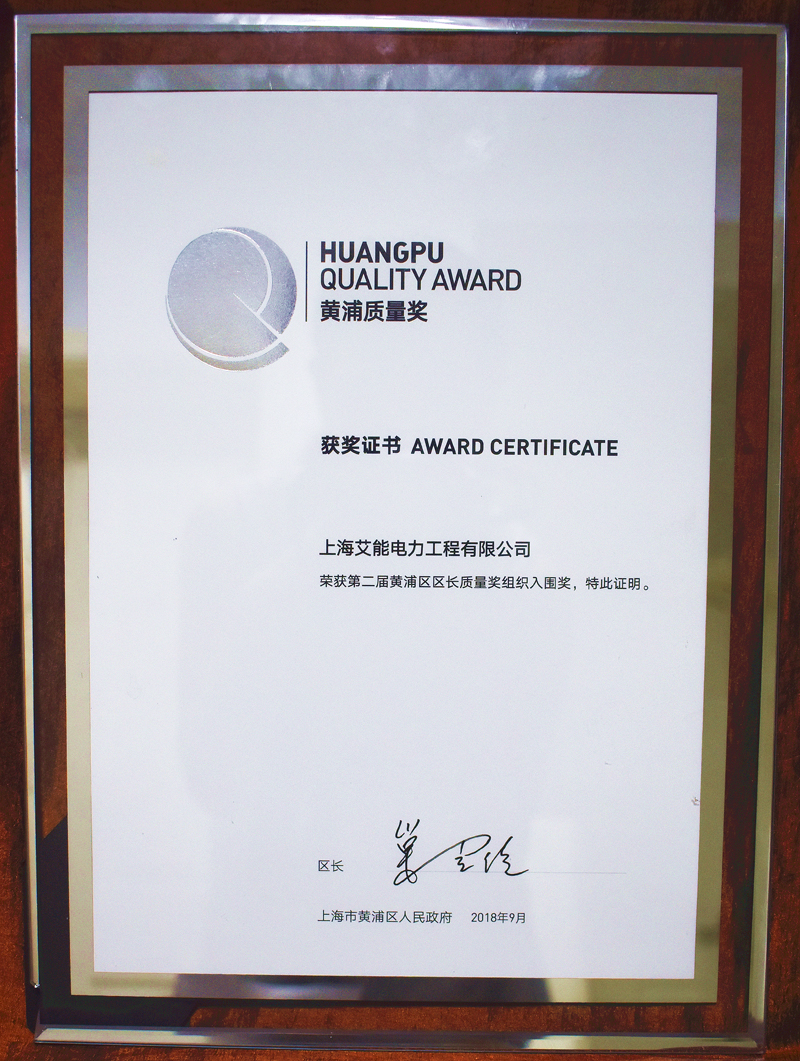 HUANGPU
QUALITY AWARD
黄浦质量奖
获奖证书 AWARD CERTIFICATE
上海艾能电力工程有限公司
荣获第二届黄浦区区长质量奖组织入围奖，特此证明。
区长
上海市黄浦区人民政府 2018年9月